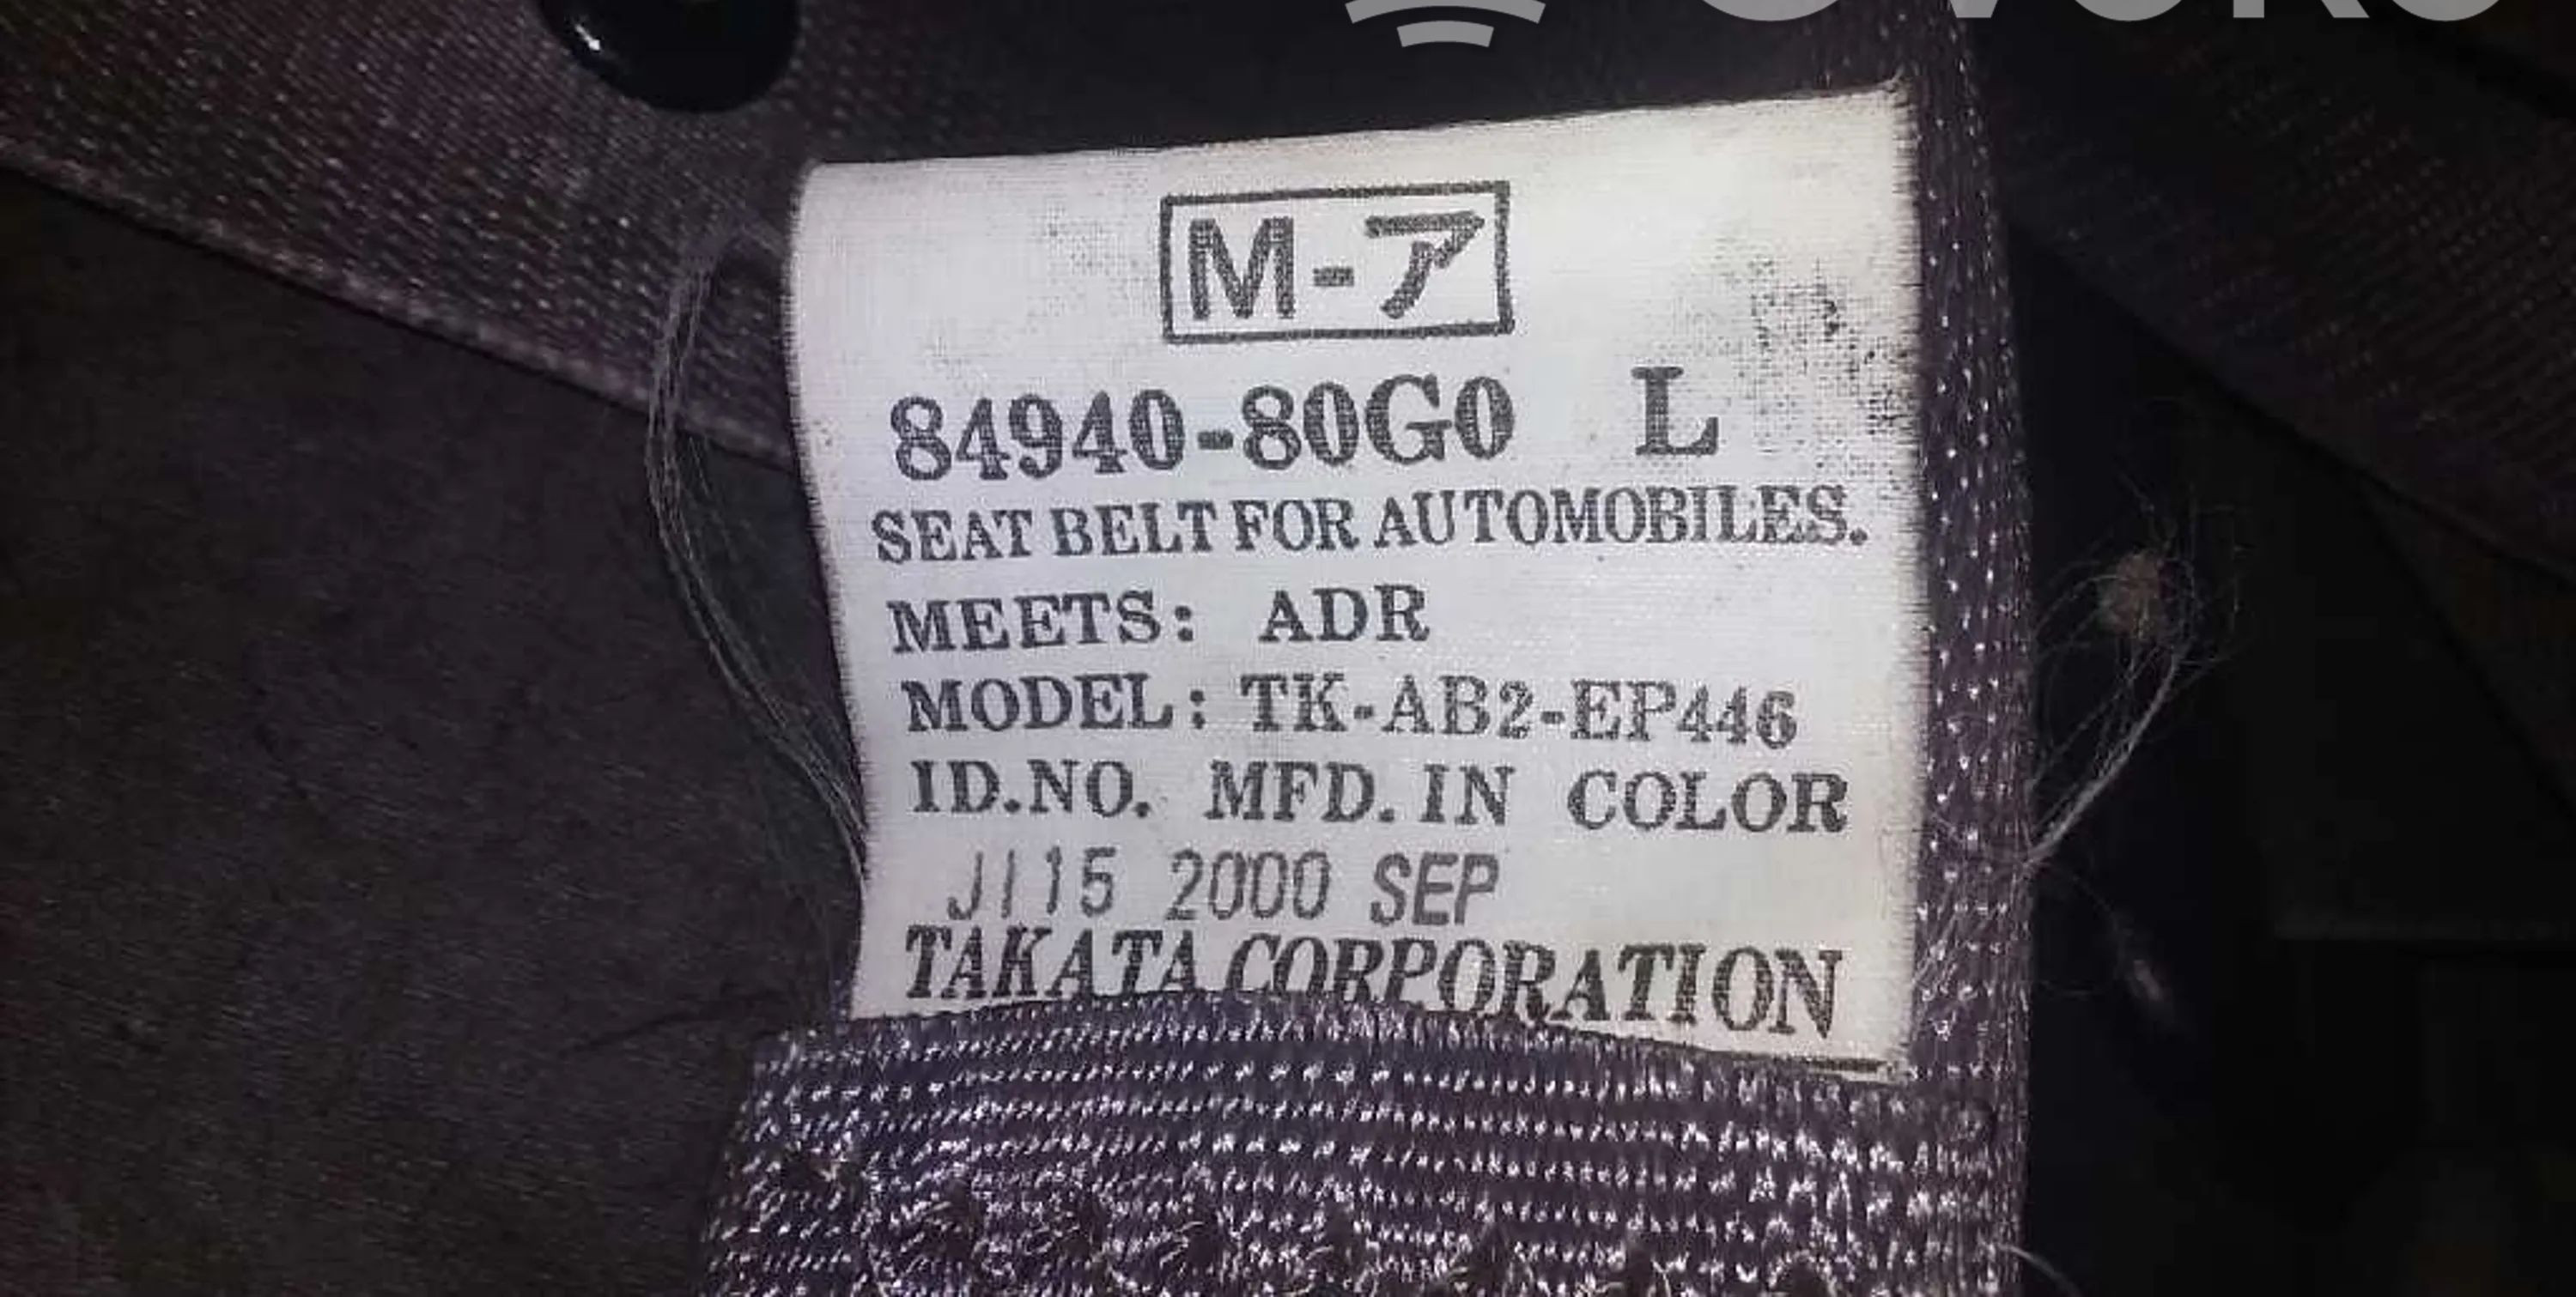 M-ア
84940-80G0 L
SEAT BELT FOR AUTOMOBILES.
MEETS: ADR
MODEL: TK-AB2-EP446
ID.NO. MFD. IN COLOR
J115 2000 SEP
TAKATA CORPORATION